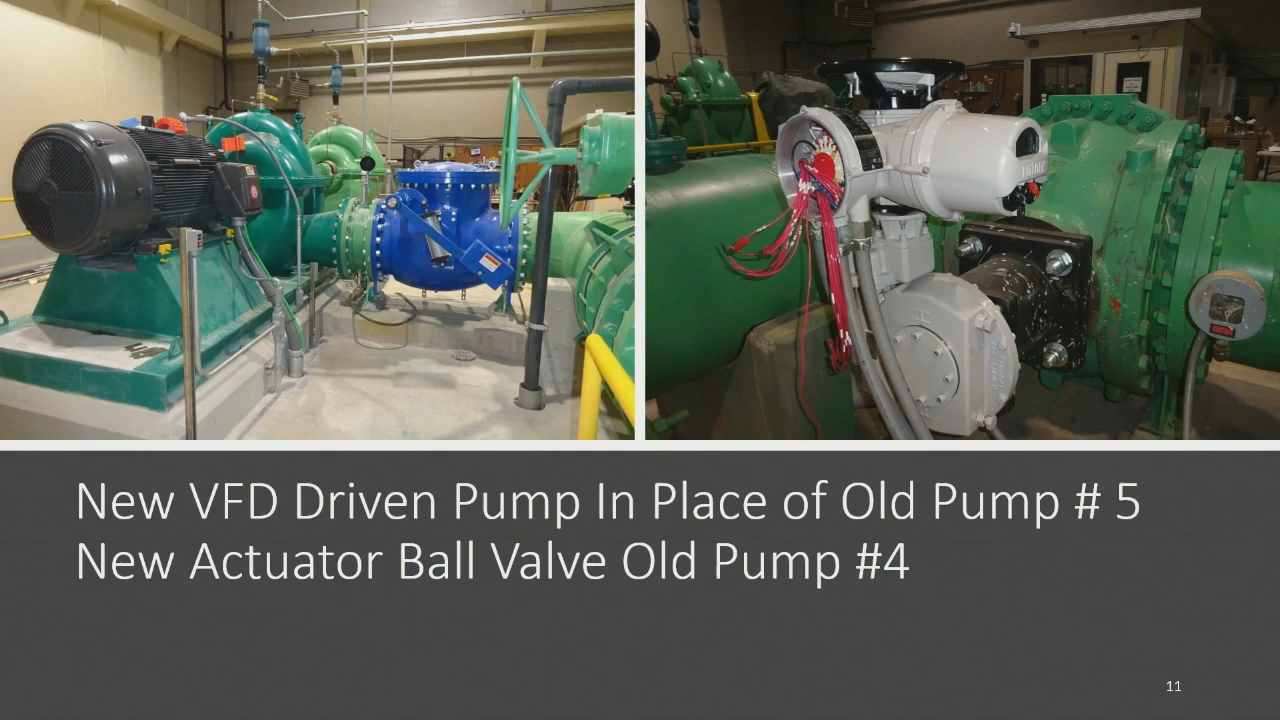 New VFD Driven Pump In Place of Old Pump # 5
New Actuator Ball Valve Old Pump #4
11